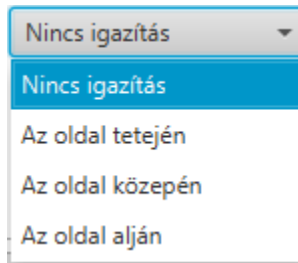 Nincs igazítás
Nincs igazítás
Az oldal tetején
Az oldal közepén
Az oldal alján